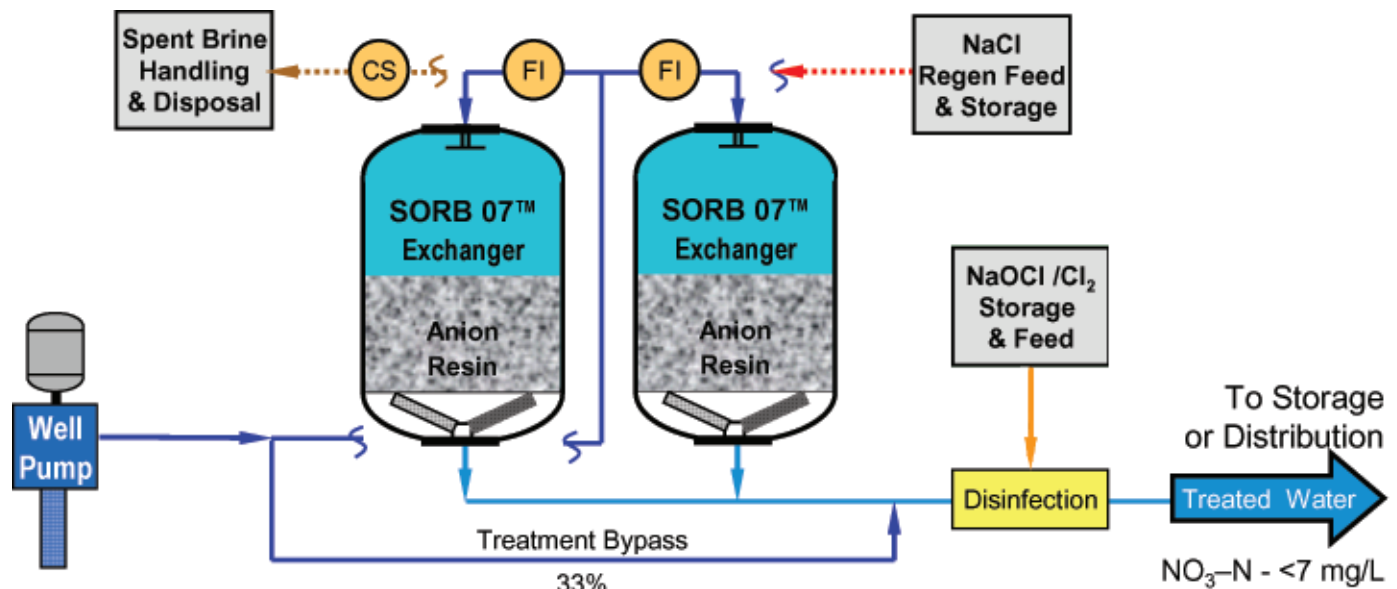 Spent Brine
Handling
& Disposal
CS
FI
FI
NaCl
Regen Feed
& Storage
SORB 07™
Exchanger
SORB 07™
Exchanger
Anion
Resin
Anion
Resin
NaOCl /Cl₂
Storage
& Feed
Well
Pump
To Storage
or Distribution
Disinfection
Treated Water
Treatment Bypass
33%
NO₃–N - <7 mg/L